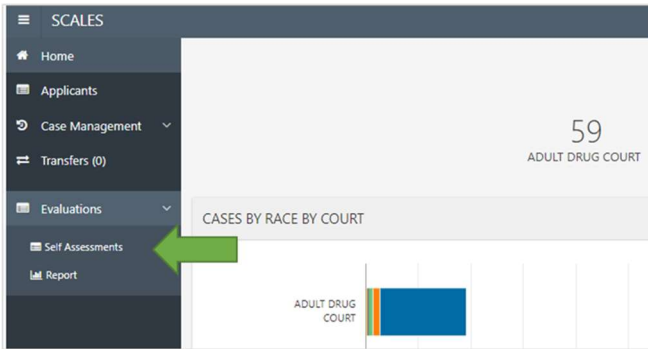 SCALES
Home
Applicants
Case Management
Transfers (0)
Evaluations
Self Assessments
Report
59
ADULT DRUG COURT
CASES BY RACE BY COURT
ADULT DRUG
COURT